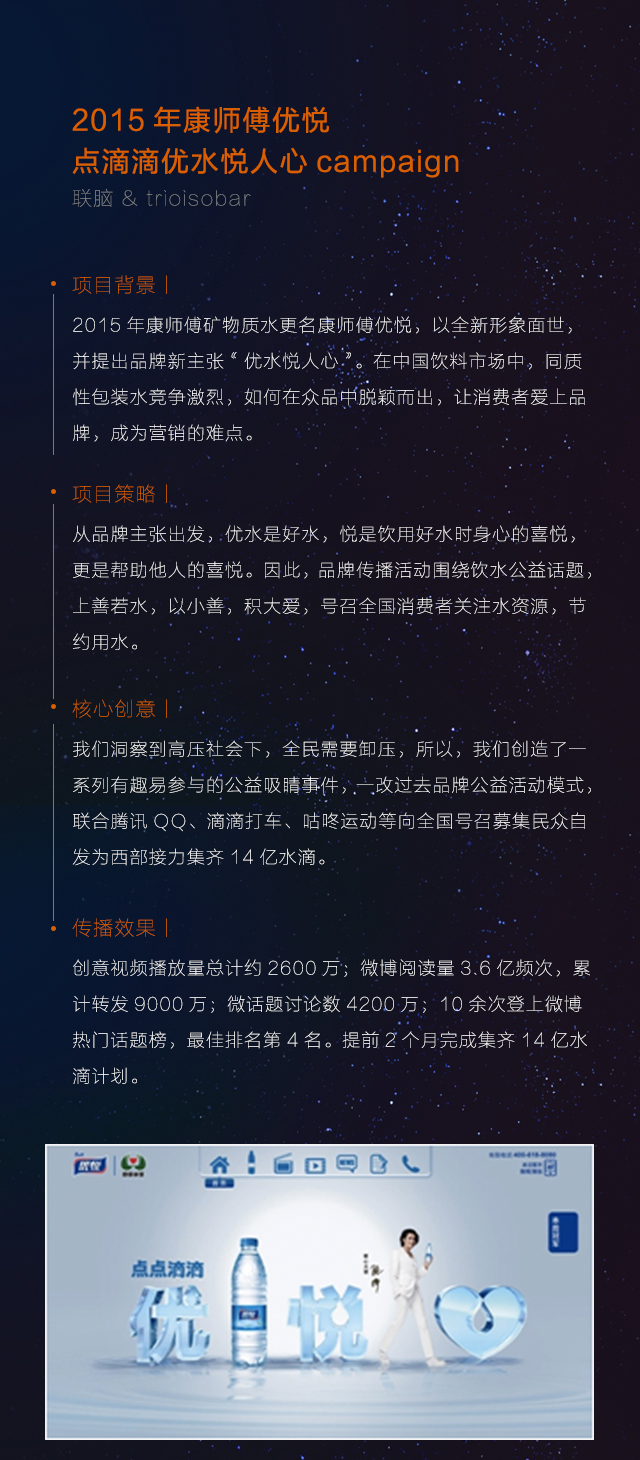 2015 年康师傅优悦
点滴滴优水悦人心 campaign
联脑 & trioisobar
项目背景 |
2015 年康师傅矿物质水更名康师傅优悦，以全新形象面世，
并提出品牌新主张 “ 优水悦人心 ”。在中国饮料市场中，同质
性包装水竞争激烈，如何在众品中脱颖而出，让消费者爱上品
牌，成为营销的难点。
项目策略 |
从品牌主张出发，优水是好水，悦是饮用好水时身心的喜悦，
更是帮助他人的喜悦。因此，品牌传播活动围绕饮水公益话题，
上善若水，以小善，积大爱，号召全国消费者关注水资源，节
约用水。
核心创意 |
我们洞察到高压社会下，全民需要卸压，所以，我们创造了一
系列有趣易参与的公益吸睛事件，一改过去品牌公益活动模式，
联合腾讯 QQ、滴滴打车、咕咚运动等向全国号召募集民众自
发为西部接力集齐 14 亿水滴。
传播效果 |
创意视频播放量总计约 2600 万；微博阅读量 3.6 亿频次，累
计转发 9000 万；微话题讨论数 4200 万；10 余次登上微博
热门话题榜，最佳排名第 4 名。提前 2 个月完成集齐 14 亿水
滴计划。
优悦
点点滴滴
优 悦